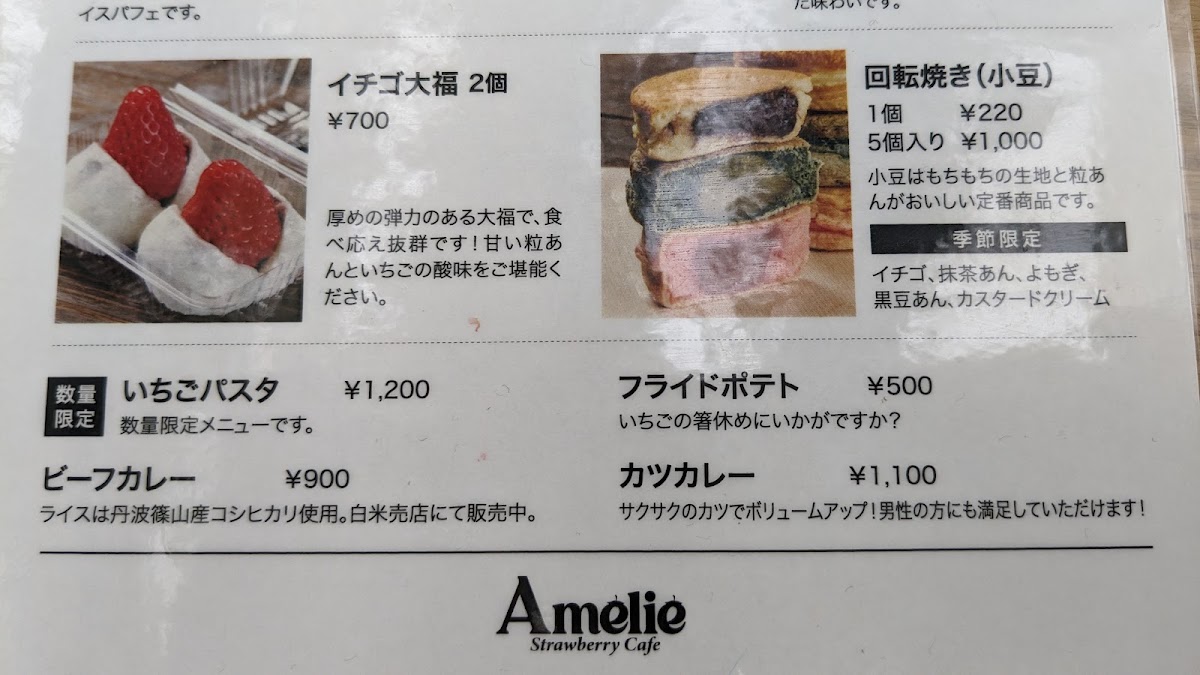 イスパフェです。
た味わいです。
イチゴ大福 2個
¥700
厚めの弾力のある大福で、食
べ応え抜群です！甘い粒あ
んといちごの酸味をご堪能く
ださい。
回転焼き（小豆）
1個 ¥220
5個入り ¥1,000
小豆はもちもちの生地と粒あ
んがおいしい定番商品です。
季節限定
イチゴ、抹茶あん、よもぎ、
黒豆あん、カスタードクリーム
数量
限定
いちごパスタ ¥1,200
数量限定メニューです。
フライドポテト ¥500
いちごの箸休めにいかがですか？
ビーフカレー ¥900
ライスは丹波篠山産コシヒカリ使用。白米売店にて販売中。
カツカレー ¥1,100
サクサクのカツでボリュームアップ！男性の方にも満足していただけます！
Amelie
Strawberry Cafe